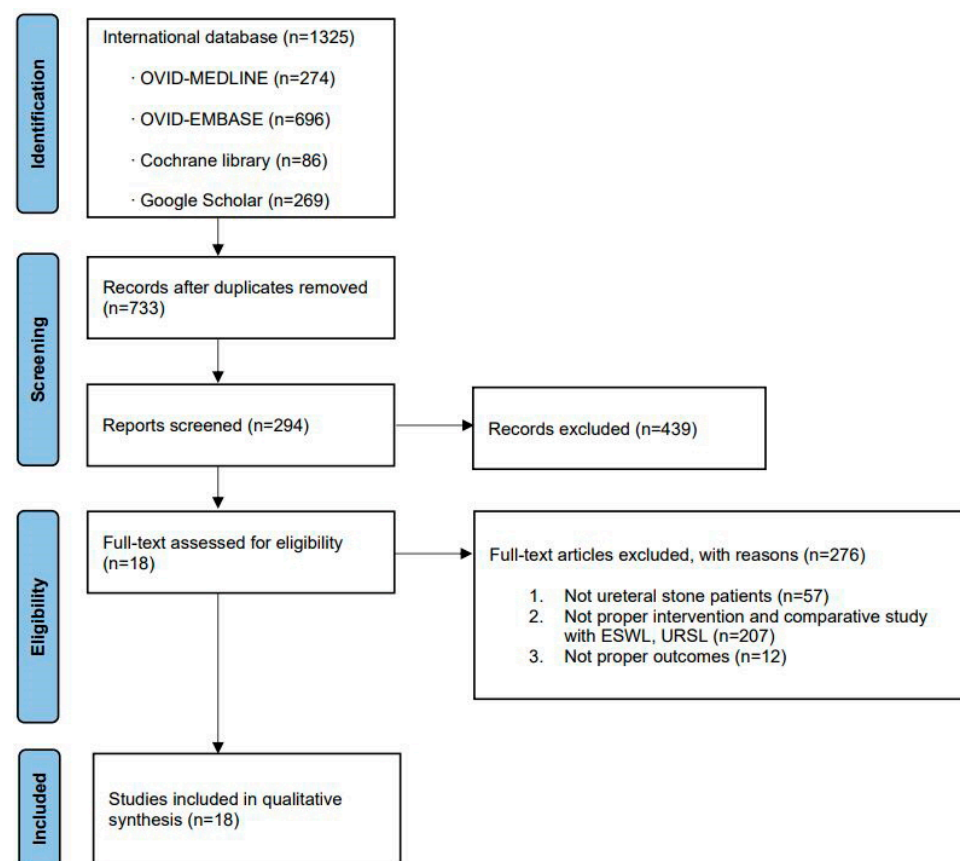 Identification
International database (n=1325)
· OVID-MEDLINE (n=274)
· OVID-EMBASE (n=696)
· Cochrane library (n=86)
· Google Scholar (n=269)
Screening
Records after duplicates removed
(n=733)
Reports screened (n=294)
Records excluded (n=439)
Eligibility
Full-text assessed for eligibility
(n=18)
Full-text articles excluded, with reasons (n=276)
1. Not ureteral stone patients (n=57)
2. Not proper intervention and comparative study
with ESWL, URSL (n=207)
3. Not proper outcomes (n=12)
Included
Studies included in qualitative
synthesis (n=18)